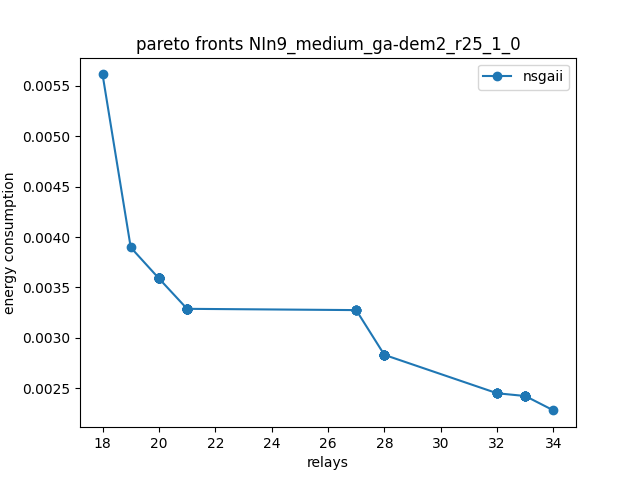 pareto fronts NIn9_medium_ga-dem2_r25_1_0
nsgaii
energy consumption
0.0055
0.0050
0.0045
0.0040
0.0035
0.0030
0.0025
18 20 22 24 26 28 30 32 34
relays